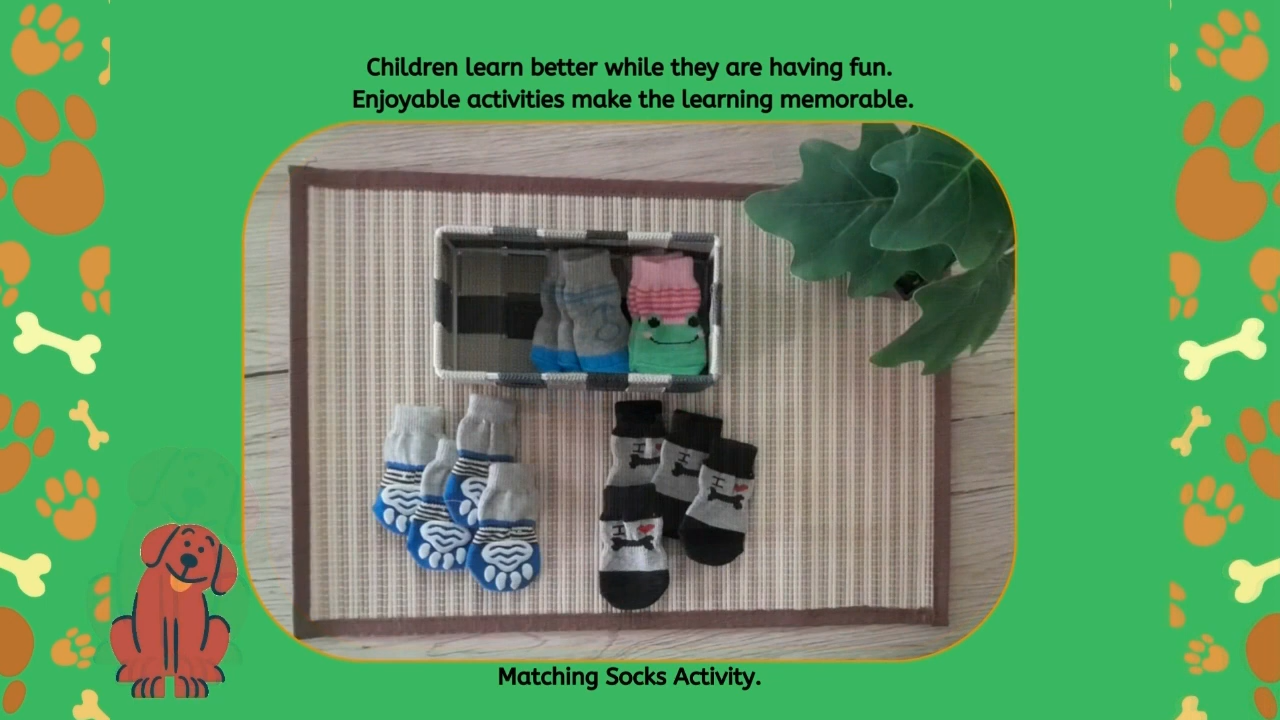 Children learn better while they are having fun.
Enjoyable activities make the learning memorable.
I
I
I
I
Matching Socks Activity.